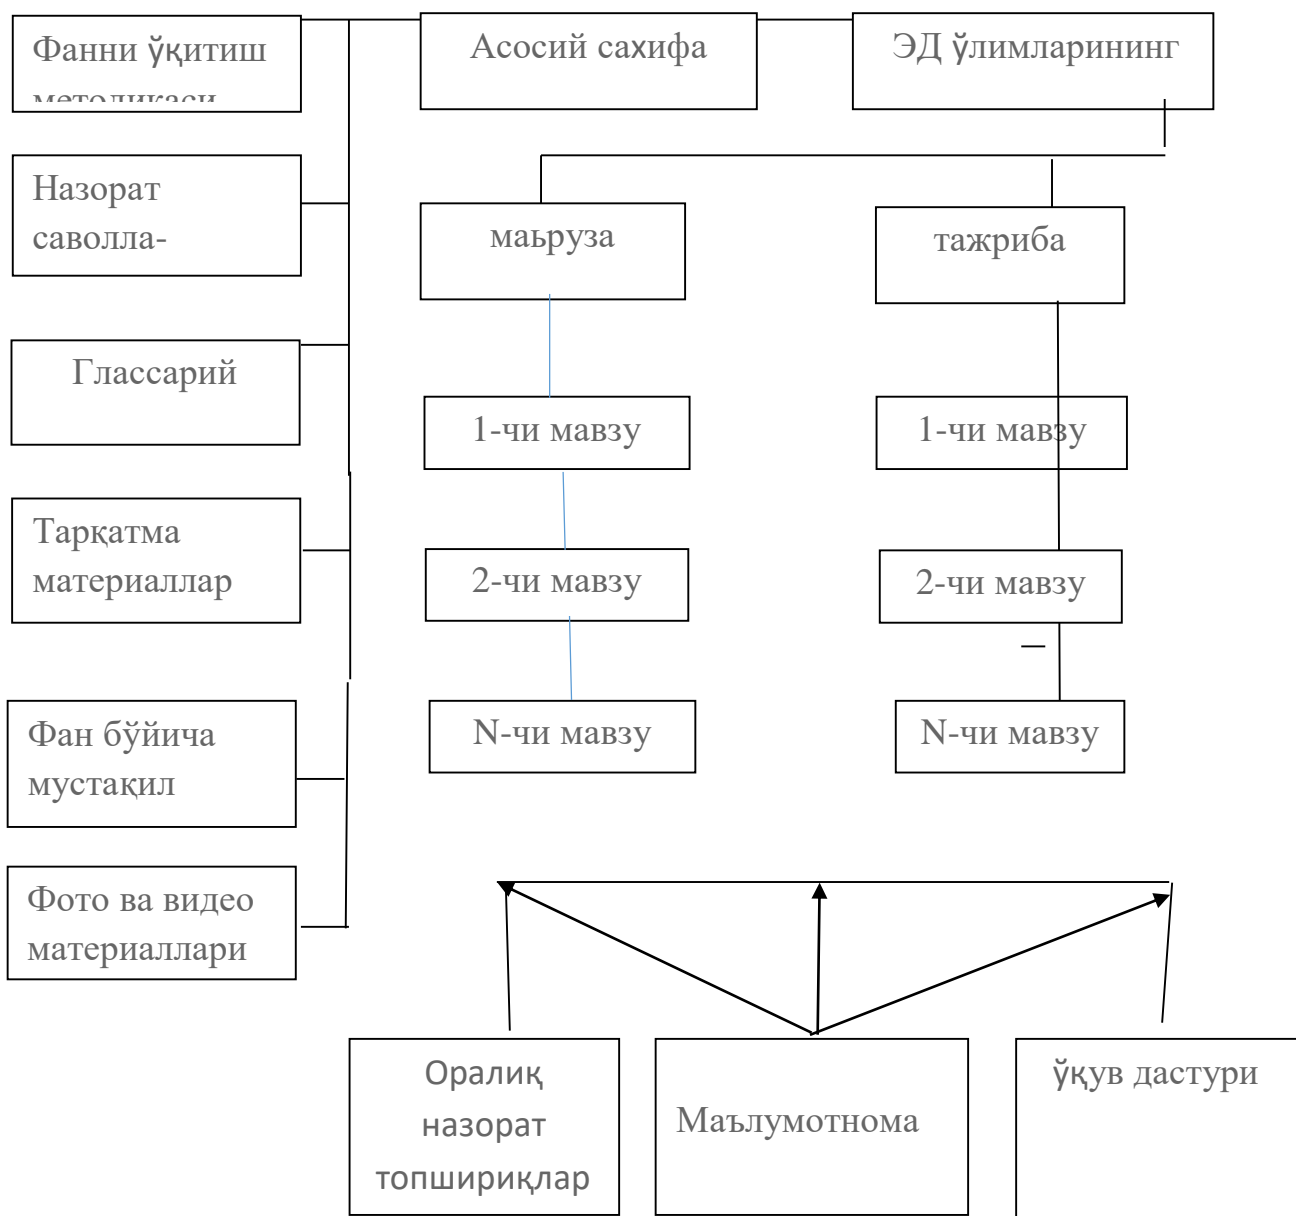 Фанни ўқитиш
методикаси
Асосий сахифа
ЭД ўлимларининг
Назорат
саволла-
маьруза
тажриба
Глассарий
1-чи мавзу
1-чи мавзу
Тарқатма
материаллар
2-чи мавзу
2-чи мавзу
Фан бўйича
мустақил
N-чи мавзу
N-чи мавзу
Фото ва видео
материаллари
Оралиқ
назорат
топшириқлар
Маълумотнома
ўқув дастури